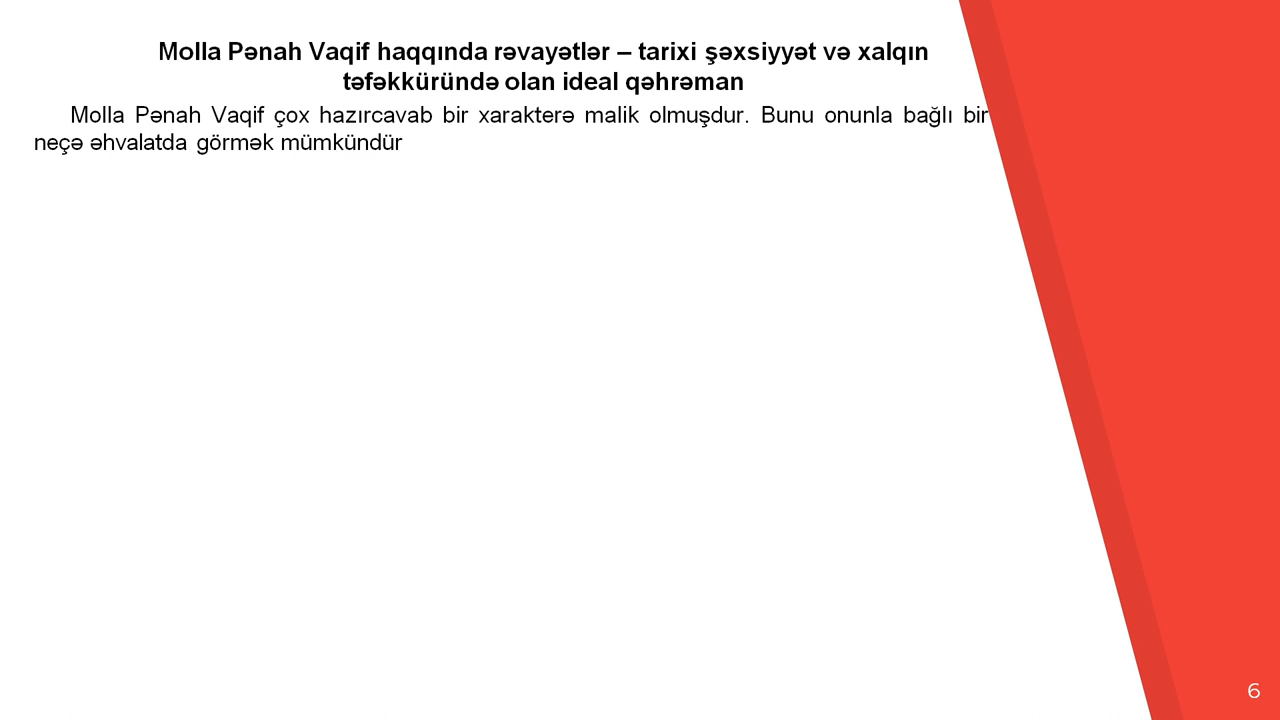 Molla Pənah Vaqif haqqında rəvayətlər – tarixi şəxsiyyət və xalqın
təfəkküründə olan ideal qəhrəman
Molla Pənah Vaqif çox hazırcavab bir xarakterə malik olmuşdur. Bunu onunla bağlı bir
neçə əhvalatda görmək mümkündür
6